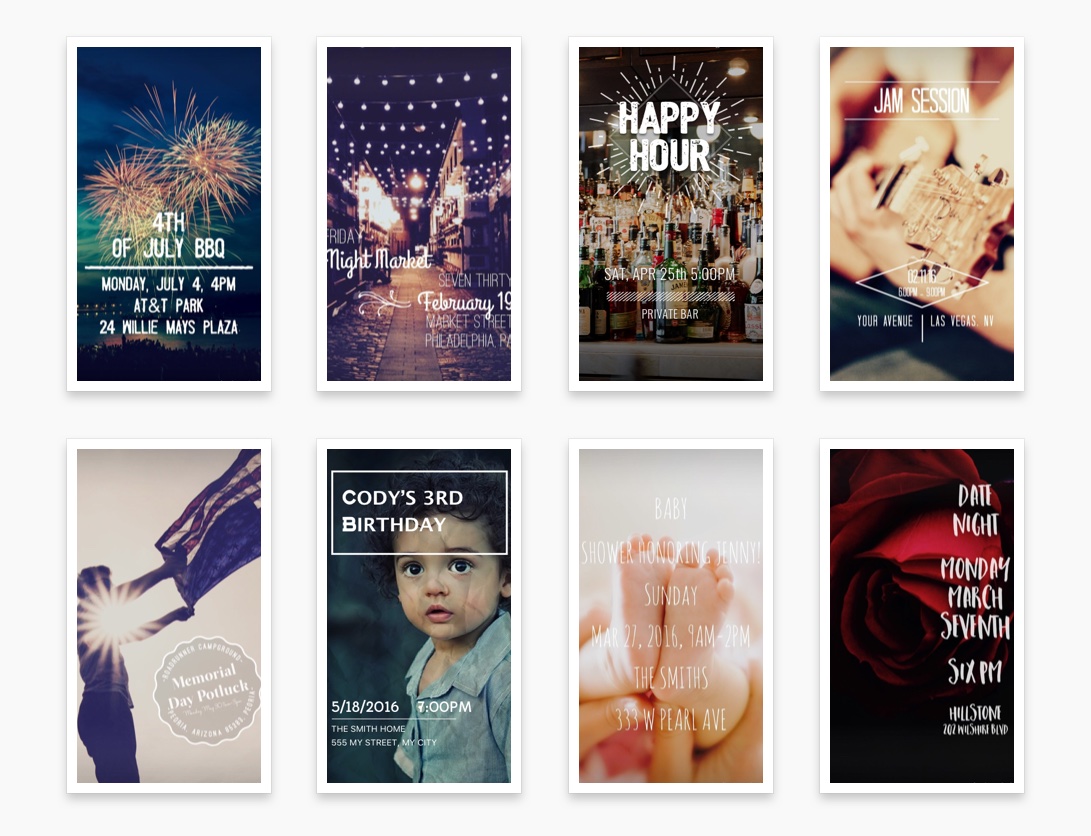 4TH
OF JULY BBQ
MONDAY, JULY 4, 4PM
AT&T PARK
24 WILLIE MAYS PLAZA
FRIDAY
Night Market
SEVEN THIRTY
February, 19
MARKET STREET
PHILADELPHIA, PA
HAPPY
HOUR
SAT, APR 25th 5:00PM
PRIVATE BAR
JAM SESSION
02.11.16
6:00PM - 9:00PM
YOUR AVENUE | LAS VEGAS, NV
ROADRUNNER CAMPGROUND
Memorial
Day Potluck
PEORIA, ARIZONA 85083, PEORIA
CODY'S 3RD
BIRTHDAY
5/18/2016 7:00PM
THE SMITH HOME
555 MY STREET, MY CITY
BABY
SHOWER HONORING JENNY!
SUNDAY
MAR 27, 2016, 9AM-2PM
THE SMITHS
333 W PEARL AVE
DATE
NIGHT
MONDAY
MARCH
SEVENTH
SIX PM
HILLSTONE
202 WILSHIRE BLVD